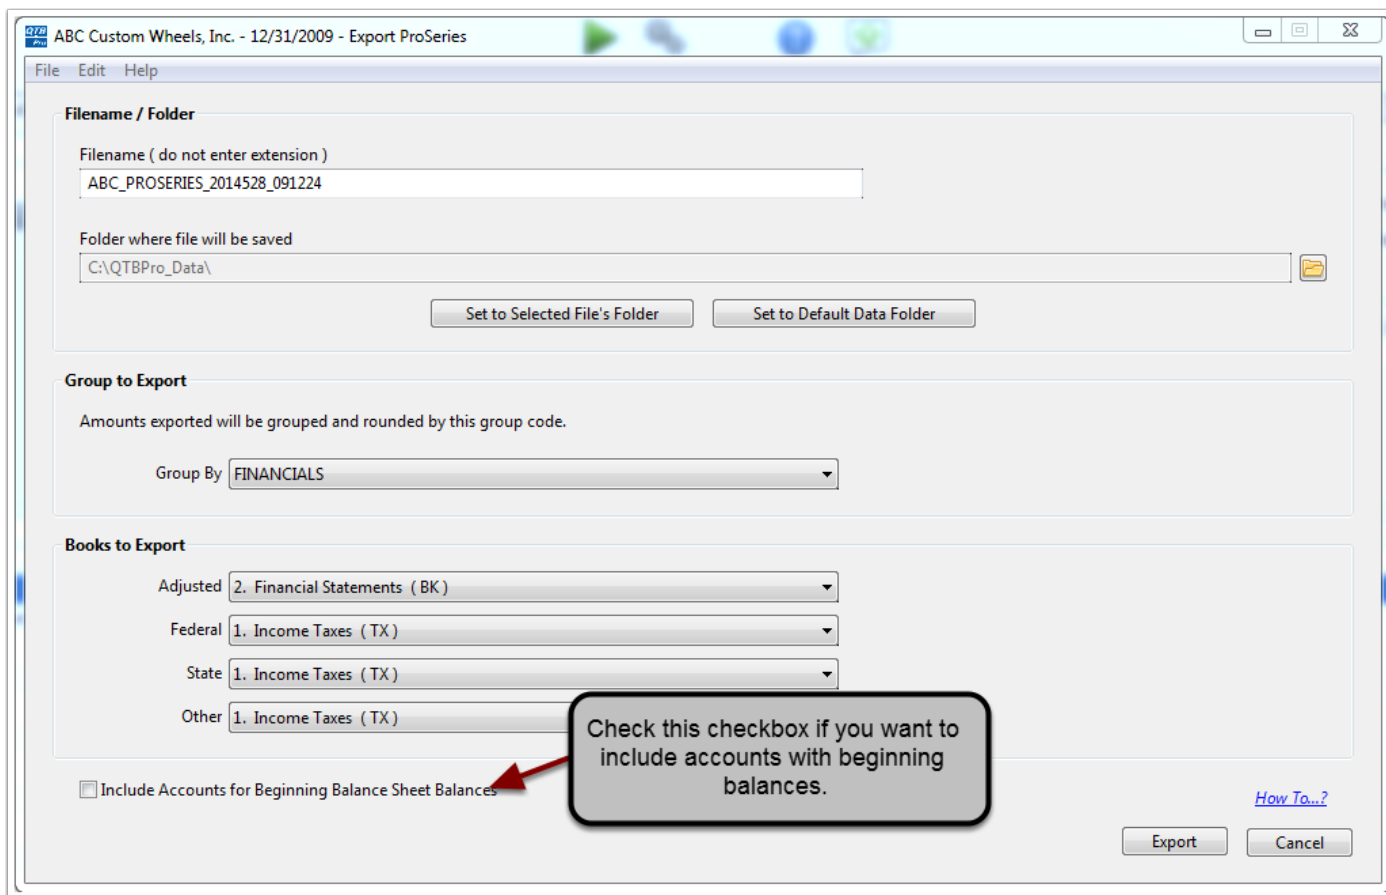 QTB
Pro
ABC Custom Wheels, Inc. - 12/31/2009 - Export ProSeries
File Edit Help
Filename / Folder
Filename ( do not enter extension )
ABC_PROSERIES_2014528_091224
Folder where file will be saved
C:\QTBPro_Data\
Set to Selected File's Folder Set to Default Data Folder
Group to Export
Amounts exported will be grouped and rounded by this group code.
Group By FINANCIALS
Books to Export
Adjusted 2. Financial Statements ( BK )
Federal 1. Income Taxes ( TX )
State 1. Income Taxes ( TX )
Other 1. Income Taxes ( TX )
Check this checkbox if you want to
include accounts with beginning
balances.
Include Accounts for Beginning Balance Sheet Balances
How To...?
Export Cancel